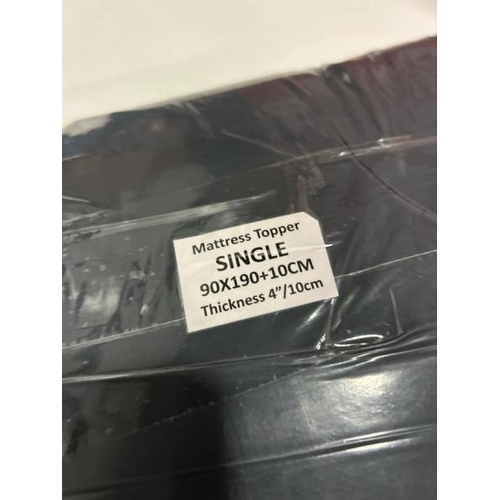 Mattress Topper
SINGLE
90X190+10CM
Thickness 4”/10cm